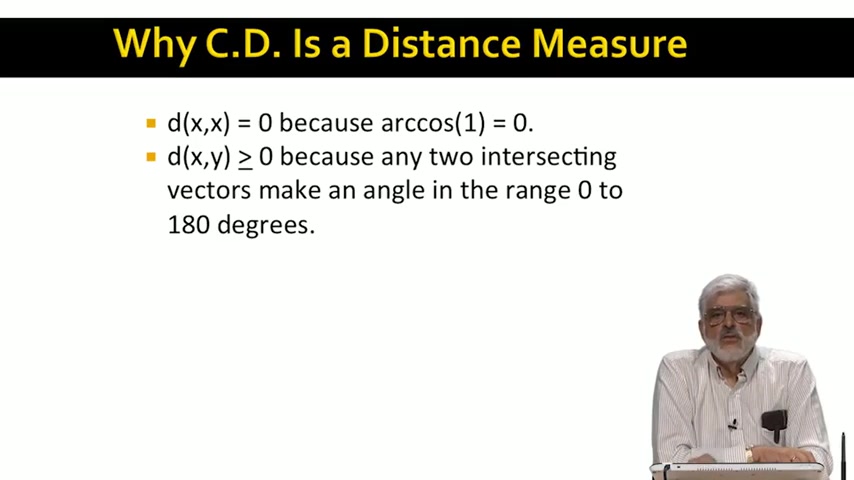 Why C.D. Is a Distance Measure
d(x,x) = 0 because arccos(1) = 0.
d(x,y) ≥ 0 because any two intersecting
vectors make an angle in the range 0 to
180 degrees.